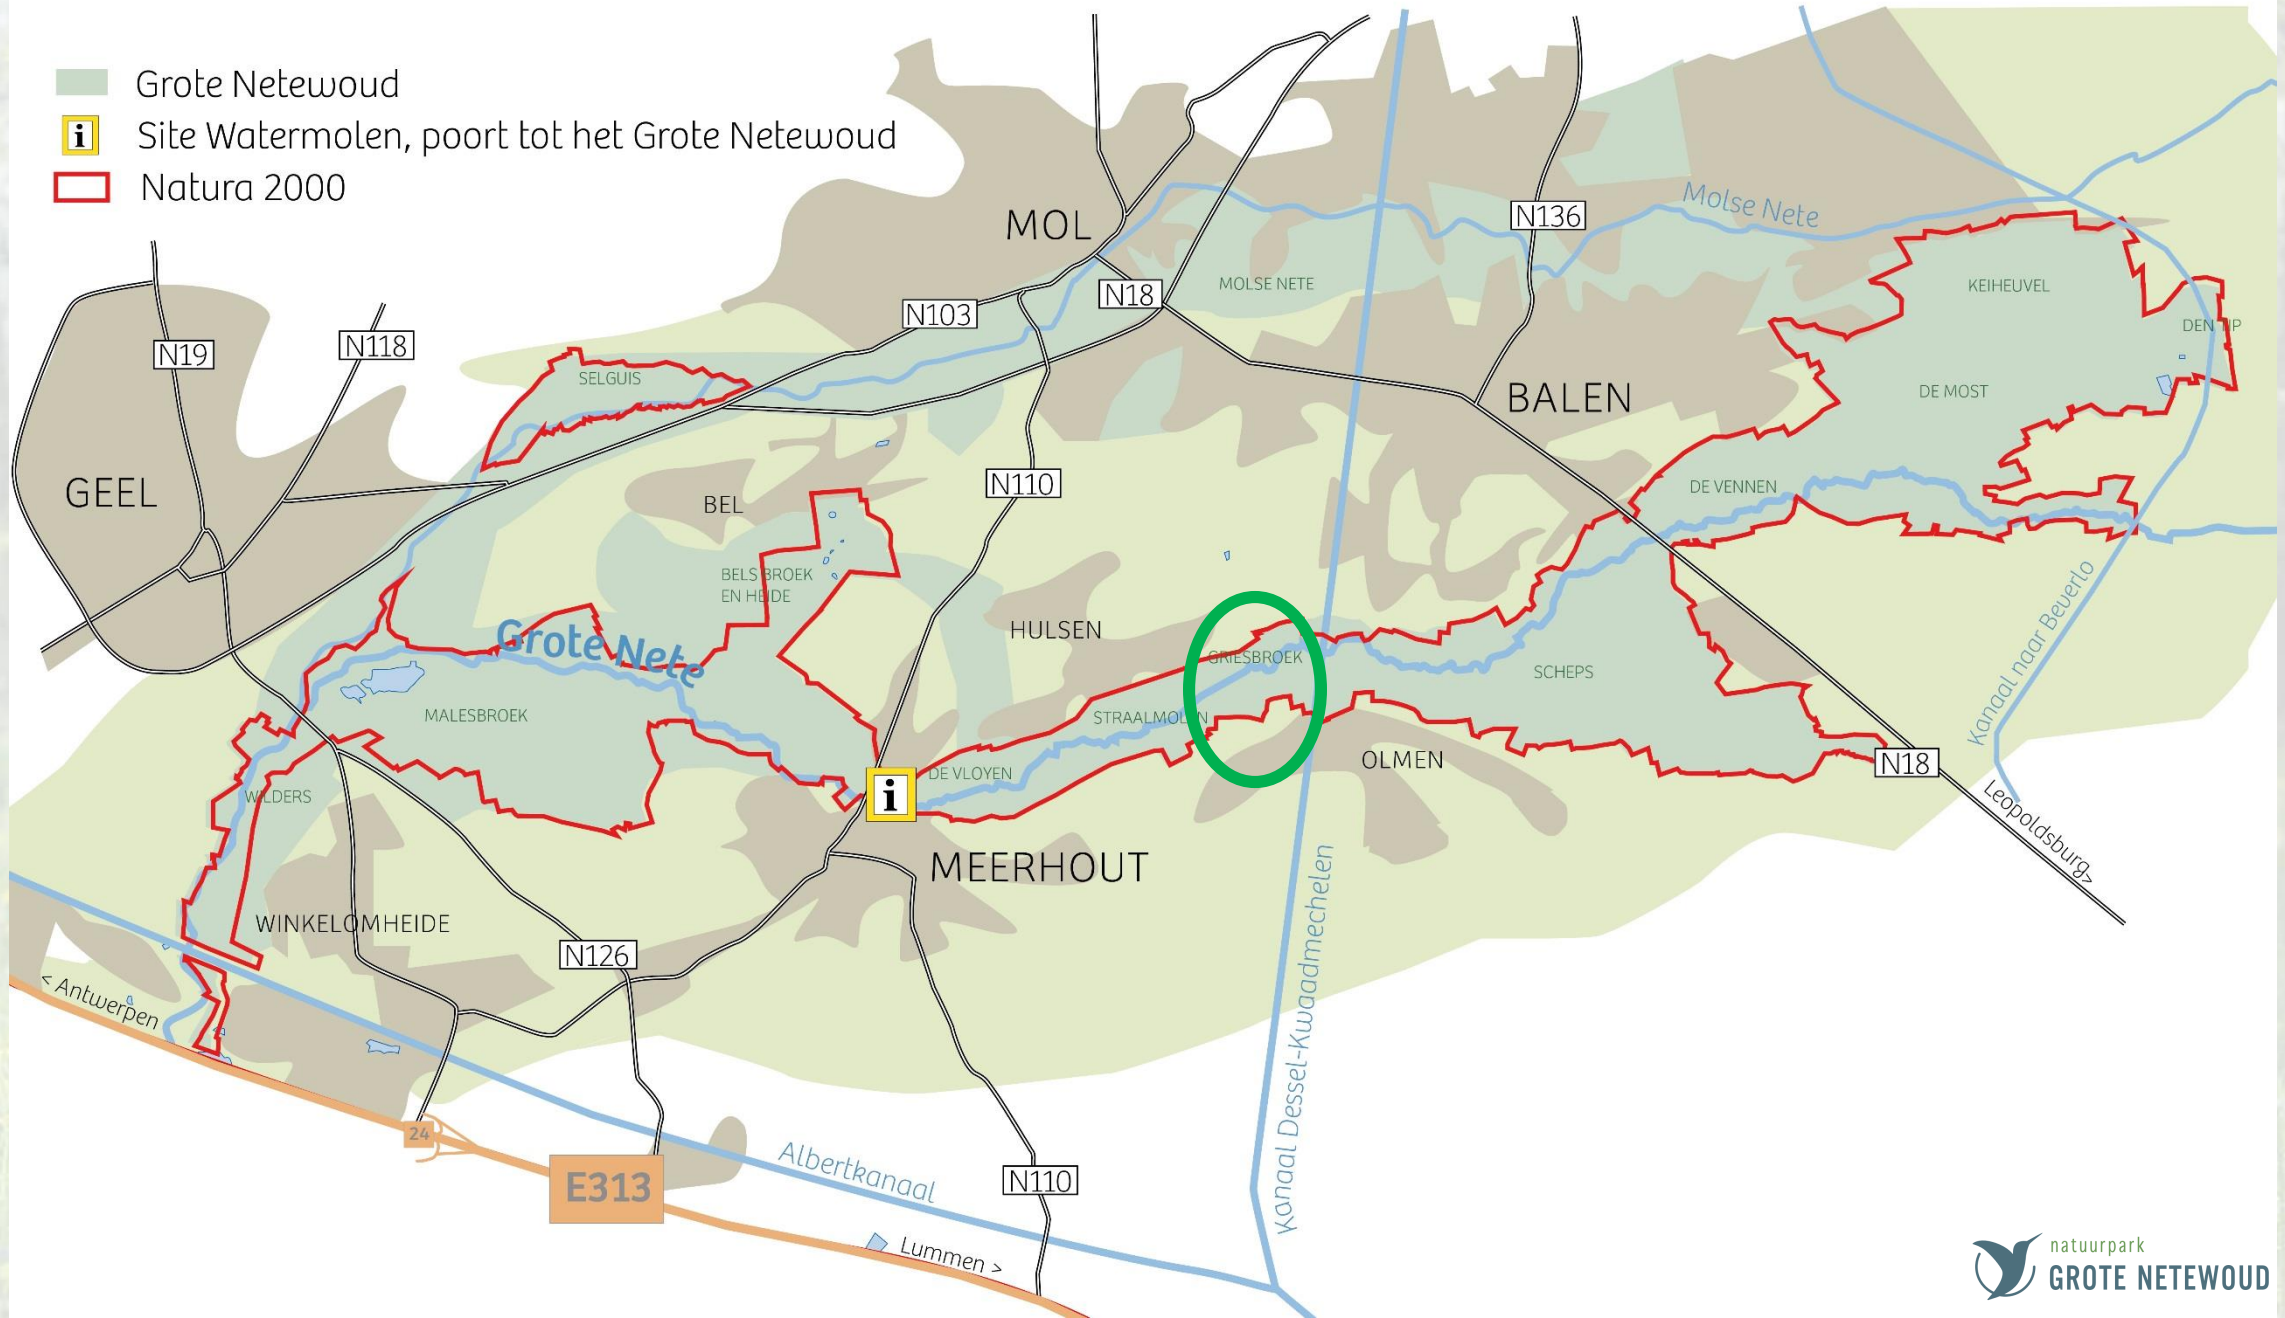 Grote Netewoud
Site Watermolen, poort tot het Grote Netewoud
Natura 2000
MOL
Molse Nete
N136
MOLSE NETE
N18
KEIHEUVEL
N103
N19
N118
DEN TIP
SELGUIS
BALEN
DE MOST
GEEL
BEL
N110
DE VENNEN
BELS BROEK
EN HEIDE
HULSEN
Grote Nete
GRIESBROEK
Kanaal naar Beverlo
SCHEPS
MALESBROEK
STRAALMOLEN
OLMEN
DE VLOYEN
N18
WILDERS
i
Leopoldsburg>
MEERHOUT
WINKELOMHEIDE
N126
< Antwerpen
Kanaal Dessel-Kwaadmechelen
24
E313
Albertkanaal
N110
Lummen >
natuurpark
GROTE NETEWOUD